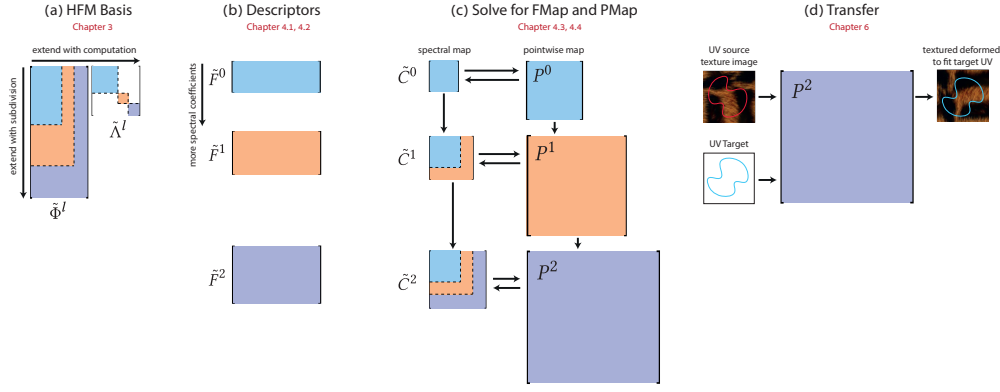 (a) HFM Basis
Chapter 3
extend with computation
extend with subdivision
Λ̃^l
Φ̃^l
(b) Descriptors
Chapter 4.1, 4.2
more spectral coefficients
F̃^0
F̃^1
F̃^2
(c) Solve for FMap and PMap
Chapter 4.3, 4.4
spectral map
pointwise map
C̃^0
P^0
C̃^1
P^1
C̃^2
P^2
(d) Transfer
Chapter 6
UV source
texture image
P^2
textured deformed
to fit target UV
UV Target